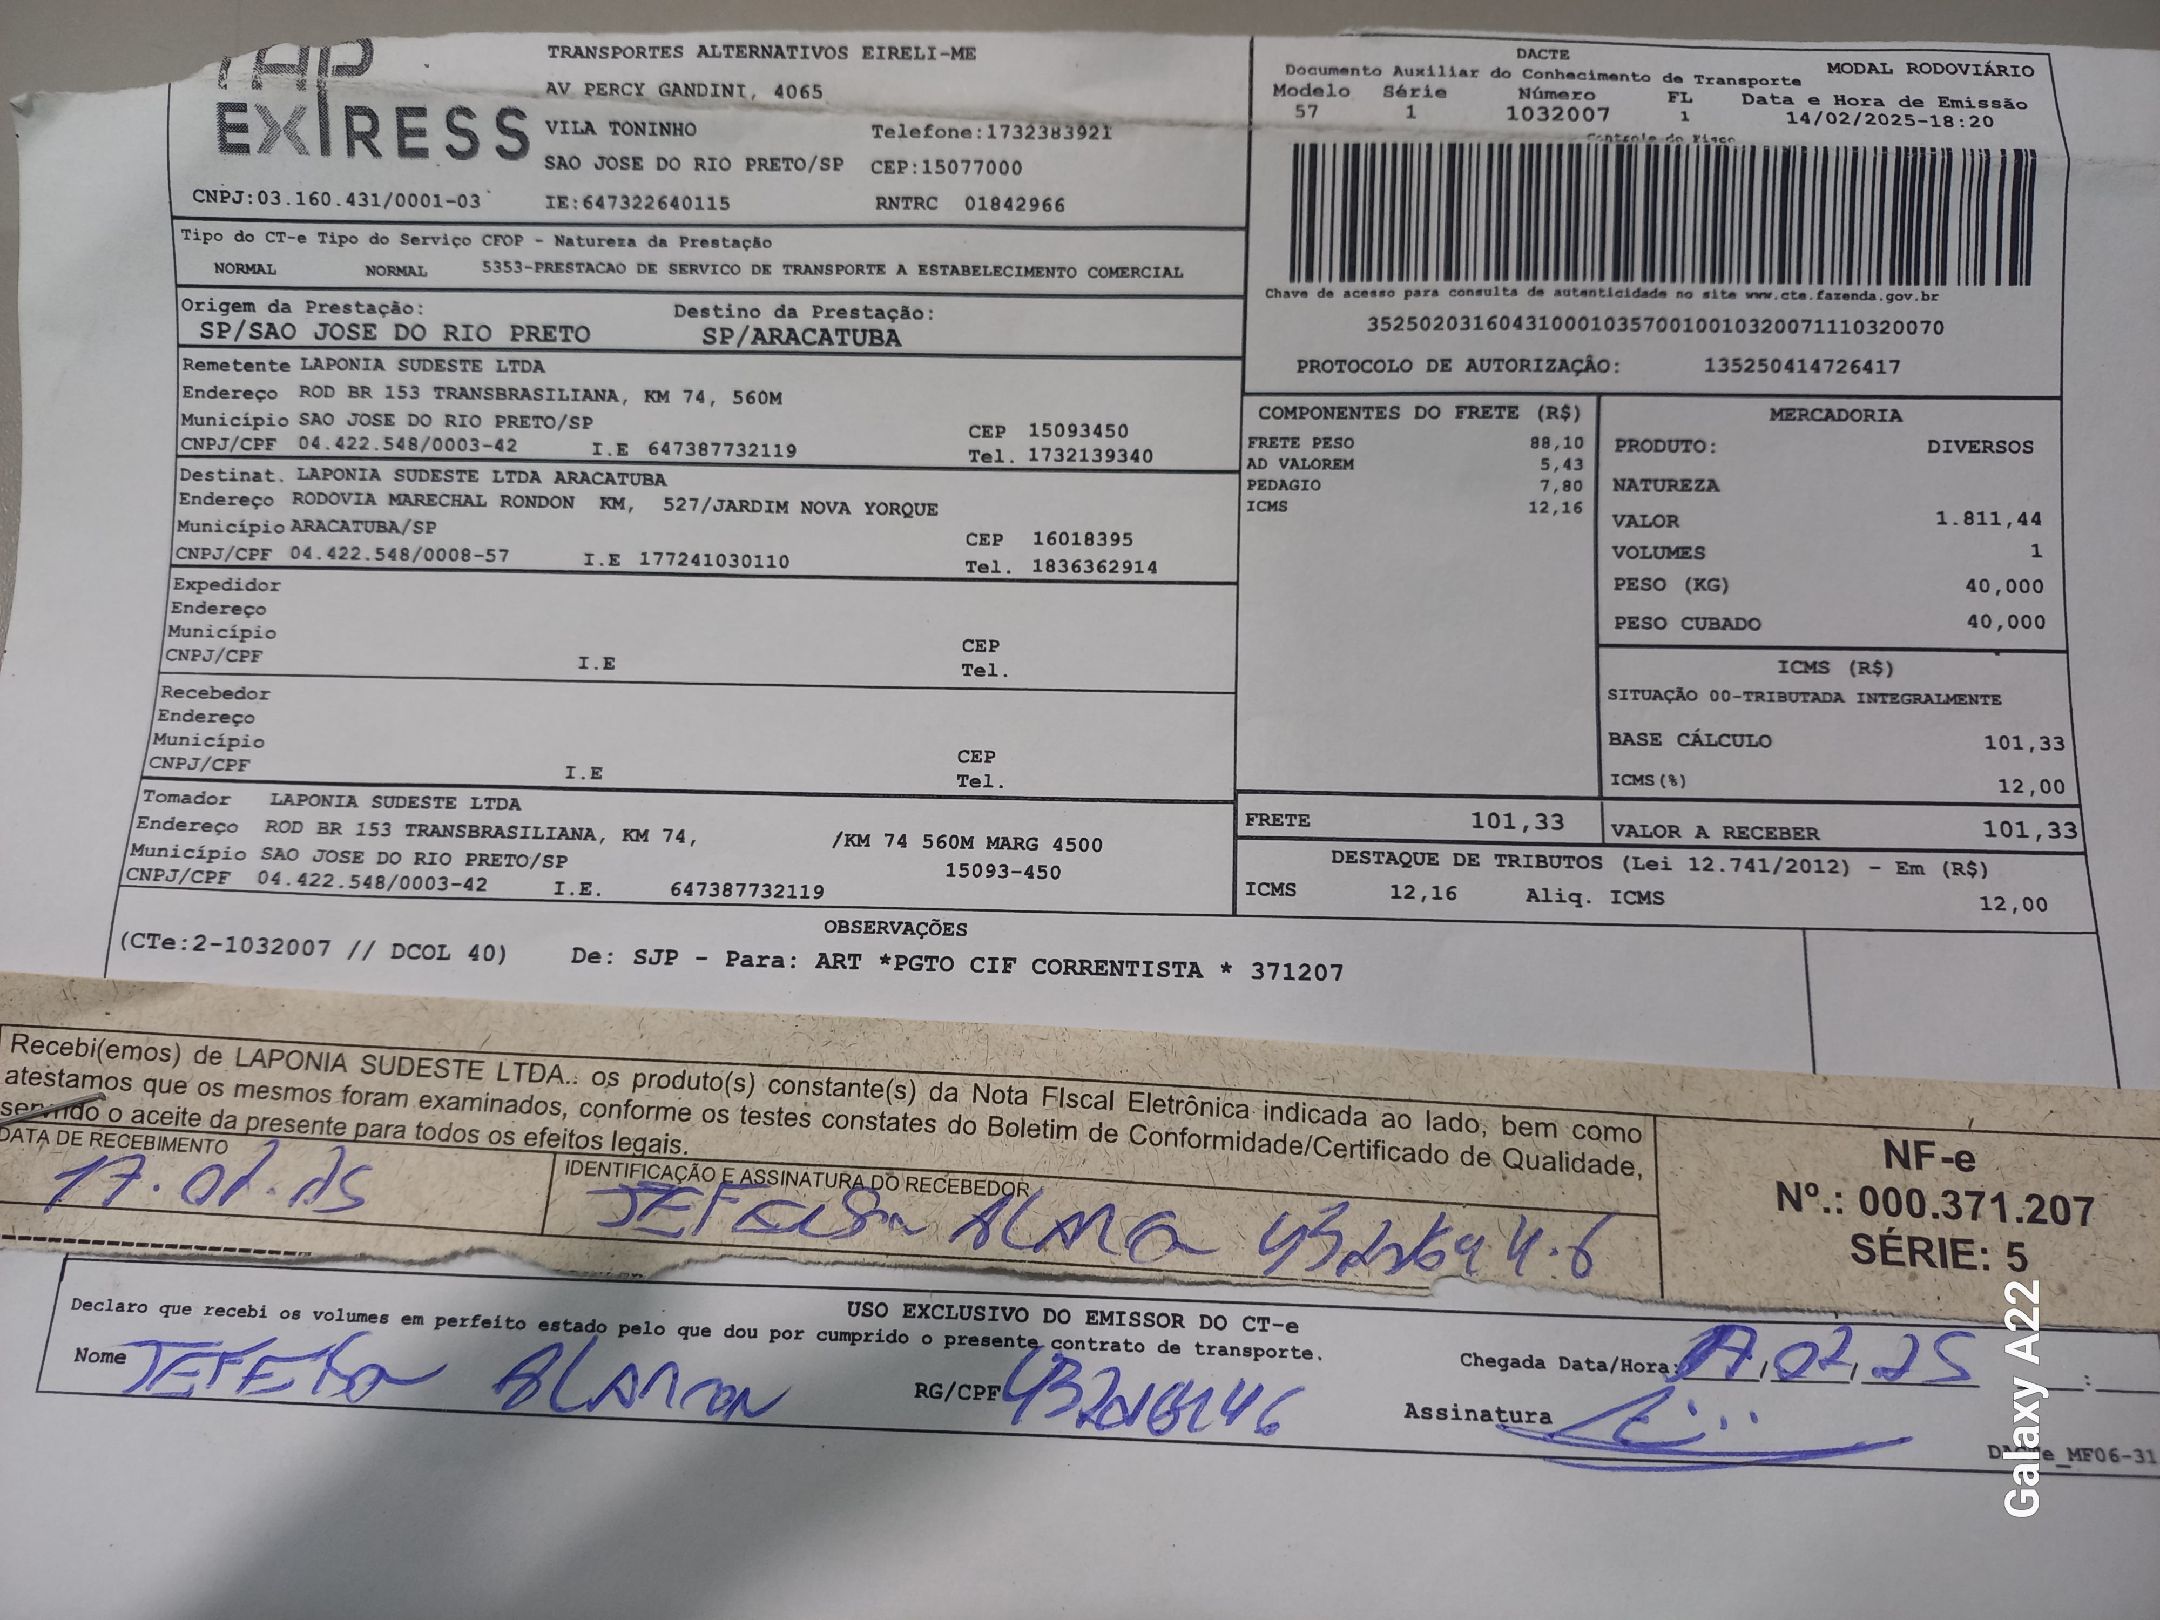 EXPRESS
TRANSPORTES ALTERNATIVOS EIRELI-ME
AV PERCY GANDINI, 4065
VILA TONINHO Telefone:1732383921
SAO JOSE DO RIO PRETO/SP CEP:15077000
CNPJ:03.160.431/0001-03 IE:647322640115 RNTRC 01842966
DACTE
Documento Auxiliar do Conhecimento de Transporte MODAL RODOVIÁRIO
Modelo Série Número FL Data e Hora de Emissão
57 1 1032007 1 14/02/2025-18:20
Controle do Fisco
Chave de acesso para consulta de autenticidade no site www.cte.fazenda.gov.br
35250203160431000103570010010320071110320070
PROTOCOLO DE AUTORIZAÇÃO: 135250414726417
Tipo do CT-e Tipo do Serviço CFOP - Natureza da Prestação
NORMAL NORMAL 5353-PRESTACAO DE SERVICO DE TRANSPORTE A ESTABELECIMENTO COMERCIAL
Origem da Prestação: Destino da Prestação:
SP/SAO JOSE DO RIO PRETO SP/ARACATUBA
Remetente LAPONIA SUDESTE LTDA
Endereço ROD BR 153 TRANSBRASILIANA, KM 74, 560M
Município SAO JOSE DO RIO PRETO/SP CEP 15093450
CNPJ/CPF 04.422.548/0003-42 I.E 647387732119 Tel. 1732139340
Destinat. LAPONIA SUDESTE LTDA ARACATUBA
Endereço RODOVIA MARECHAL RONDON KM, 527/JARDIM NOVA YORQUE
Município ARACATUBA/SP CEP 16018395
CNPJ/CPF 04.422.548/0008-57 I.E 177241030110 Tel. 1836362914
Expedidor
Endereço
Município CEP
CNPJ/CPF I.E Tel.
Recebedor
Endereço
Município CEP
CNPJ/CPF I.E Tel.
Tomador LAPONIA SUDESTE LTDA
Endereço ROD BR 153 TRANSBRASILIANA, KM 74, /KM 74 560M MARG 4500
Município SAO JOSE DO RIO PRETO/SP 15093-450
CNPJ/CPF 04.422.548/0003-42 I.E. 647387732119
COMPONENTES DO FRETE (R$)
FRETE PESO 88,10
AD VALOREM 5,43
PEDAGIO 7,80
ICMS 12,16
MERCADORIA
PRODUTO: DIVERSOS
NATUREZA
VALOR 1.811,44
VOLUMES 1
PESO (KG) 40,000
PESO CUBADO 40,000
ICMS (R$)
SITUAÇÃO 00-TRIBUTADA INTEGRALMENTE
BASE CÁLCULO 101,33
ICMS(%) 12,00
FRETE 101,33 VALOR A RECEBER 101,33
DESTAQUE DE TRIBUTOS (Lei 12.741/2012) - Em (R$)
ICMS 12,16 Aliq. ICMS 12,00
OBSERVAÇÕES
(CTe:2-1032007 // DCOL 40) De: SJP - Para: ART *PGTO CIF CORRENTISTA * 371207
Recebi(emos) de LAPONIA SUDESTE LTDA.: os produto(s) constante(s) da Nota FIscal Eletrônica indicada ao lado, bem como
atestamos que os mesmos foram examinados, conforme os testes constates do Boletim de Conformidade/Certificado de Qualidade,
servindo o aceite da presente para todos os efeitos legais.
DATA DE RECEBIMENTO IDENTIFICAÇÃO E ASSINATURA DO RECEBEDOR
17.02.25
NF-e
Nº.: 000.371.207
SÉRIE: 5
USO EXCLUSIVO DO EMISSOR DO CT-e
Declaro que recebi os volumes em perfeito estado pelo que dou por cumprido o presente contrato de transporte.
Nome RG/CPF Chegada Data/Hora: 17,02,25 :
Assinatura
DACTe_MF06-31
Galaxy A22